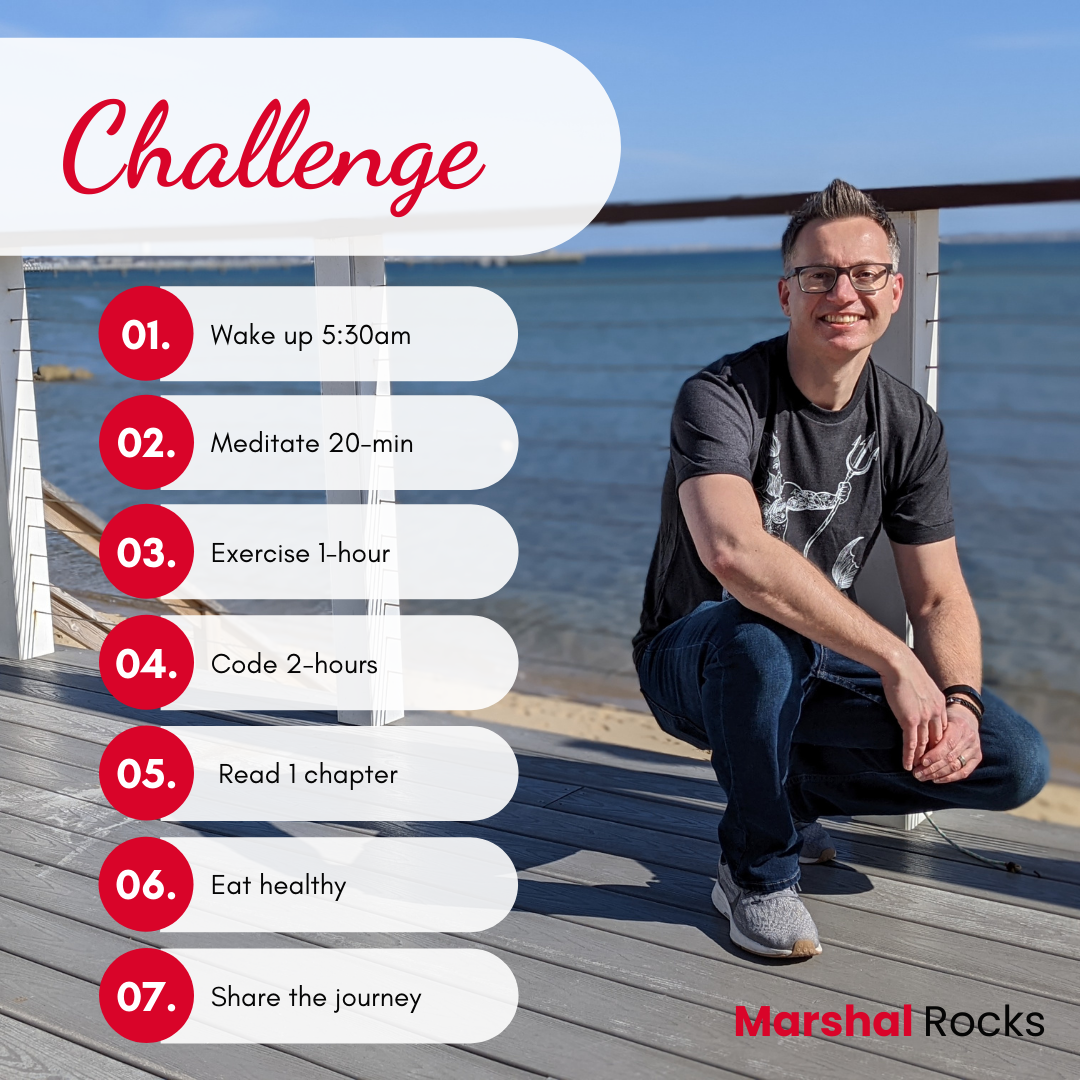 Challenge
01. Wake up 5:30am
02. Meditate 20-min
03. Exercise 1-hour
04. Code 2-hours
05. Read 1 chapter
06. Eat healthy
07. Share the journey
Marshal Rocks